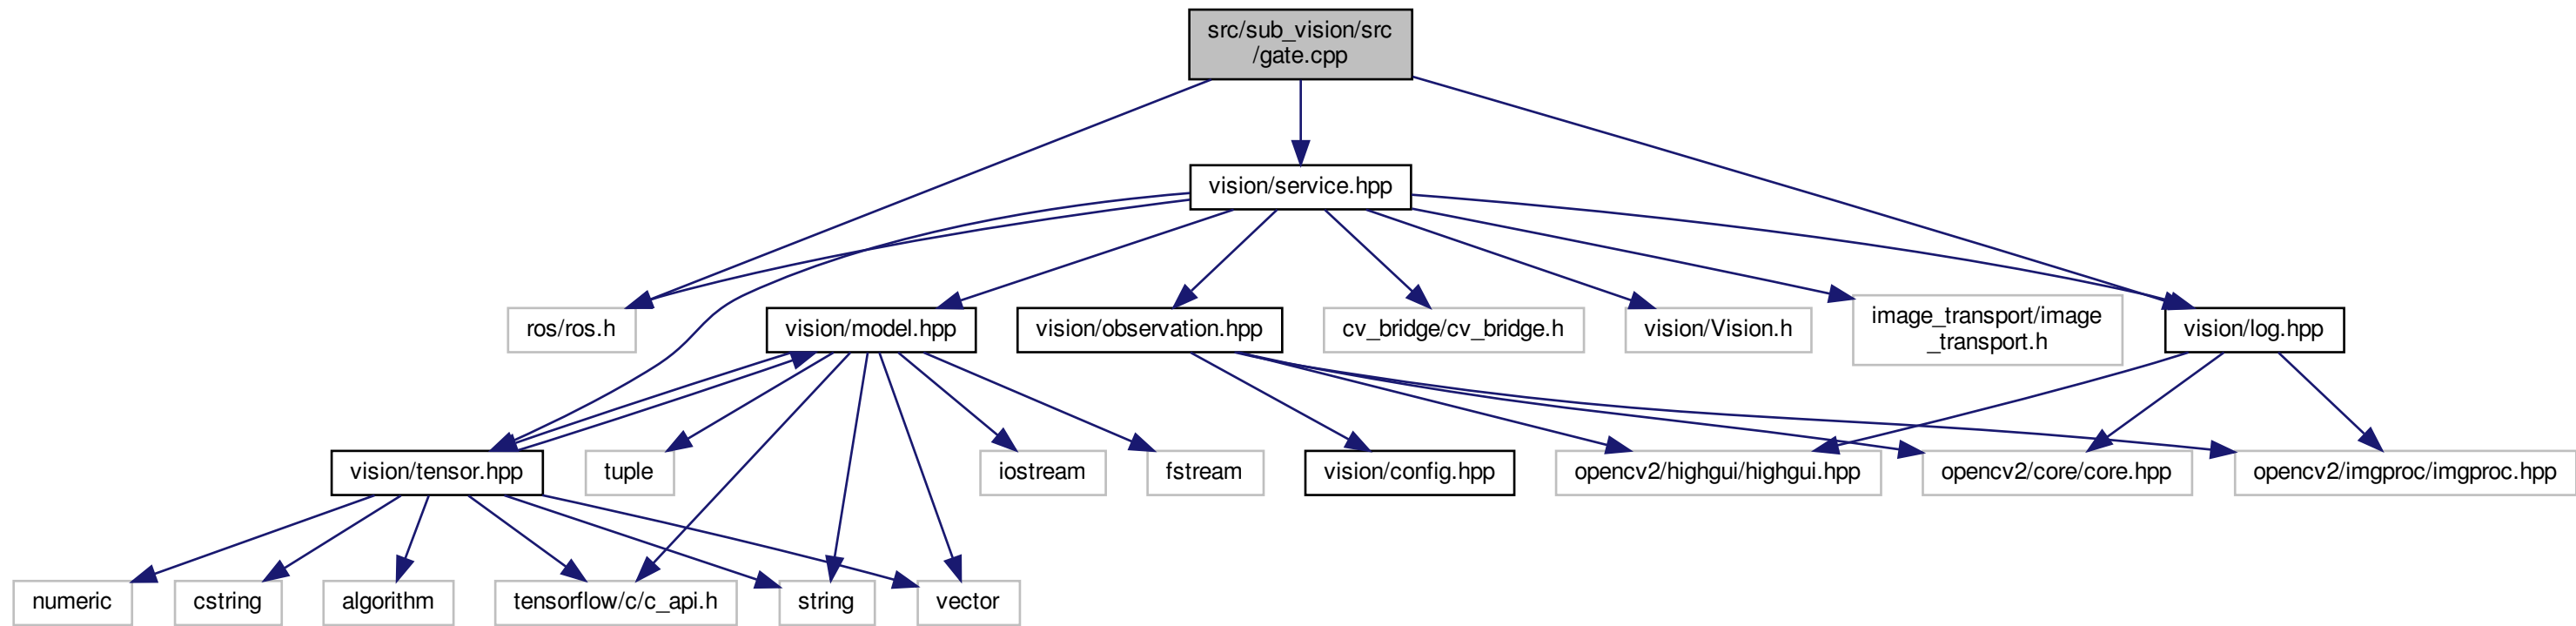 src/sub_vision/src
/gate.cpp
vision/service.hpp
ros/ros.h
vision/model.hpp
vision/observation.hpp
cv_bridge/cv_bridge.h
vision/Vision.h
image_transport/image
_transport.h
vision/log.hpp
vision/tensor.hpp
tuple
iostream
fstream
vision/config.hpp
opencv2/highgui/highgui.hpp
opencv2/core/core.hpp
opencv2/imgproc/imgproc.hpp
numeric
cstring
algorithm
tensorflow/c/c_api.h
string
vector